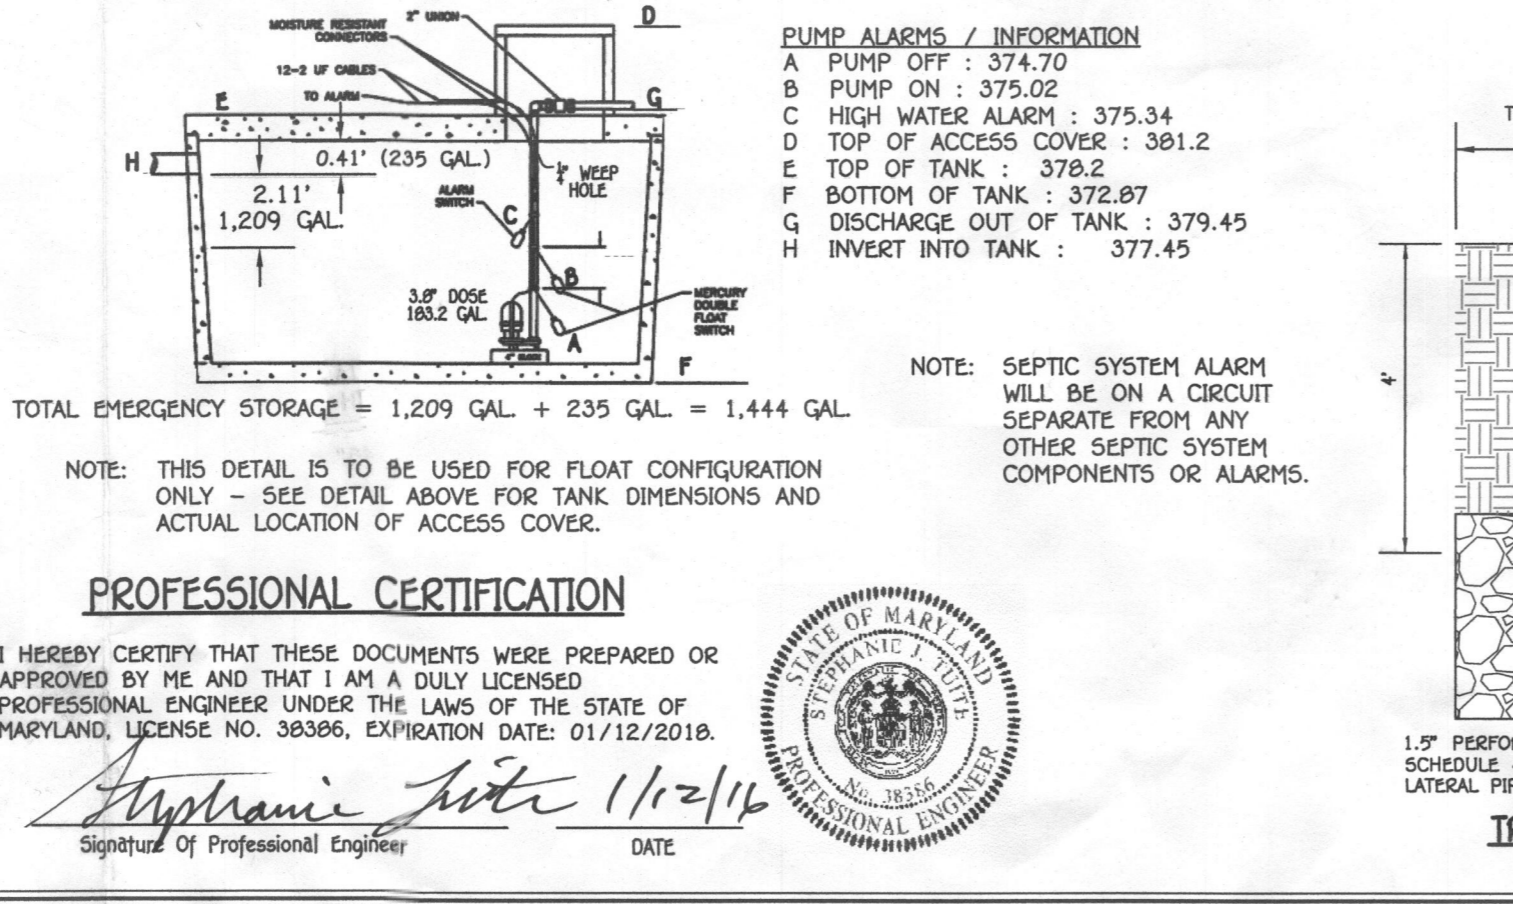 MOISTURE RESISTANT
CONNECTORS
2" UNION
D
12-2 UF CABLES
TO ALARM
E
G
H
0.41' (235 GAL.)
2.11'
1,209 GAL.
1/4" WEEP
HOLE
ALARM
SWITCH
C
B
3.8" DOSE
183.2 GAL.
MERCURY
DOUBLE
FLOAT
SWITCH
A
4" BLOCK
F
TOTAL EMERGENCY STORAGE = 1,209 GAL. + 235 GAL. = 1,444 GAL.
NOTE: THIS DETAIL IS TO BE USED FOR FLOAT CONFIGURATION
ONLY - SEE DETAIL ABOVE FOR TANK DIMENSIONS AND
ACTUAL LOCATION OF ACCESS COVER.
PUMP ALARMS / INFORMATION
A PUMP OFF : 374.70
B PUMP ON : 375.02
C HIGH WATER ALARM : 375.34
D TOP OF ACCESS COVER : 381.2
E TOP OF TANK : 378.2
F BOTTOM OF TANK : 372.87
G DISCHARGE OUT OF TANK : 379.45
H INVERT INTO TANK : 377.45
NOTE: SEPTIC SYSTEM ALARM
WILL BE ON A CIRCUIT
SEPARATE FROM ANY
OTHER SEPTIC SYSTEM
COMPONENTS OR ALARMS.
PROFESSIONAL CERTIFICATION
I HEREBY CERTIFY THAT THESE DOCUMENTS WERE PREPARED OR
APPROVED BY ME AND THAT I AM A DULY LICENSED
PROFESSIONAL ENGINEER UNDER THE LAWS OF THE STATE OF
MARYLAND, LICENSE NO. 38386, EXPIRATION DATE: 01/12/2018.
Stephanie Tuite 1/12/16
Signature Of Professional Engineer
DATE
STATE OF MARYLAND
STEPHANIE J. TUITE
No. 38386
PROFESSIONAL ENGINEER
T
4'
1.5" PERFO
SCHEDULE
LATERAL PIP